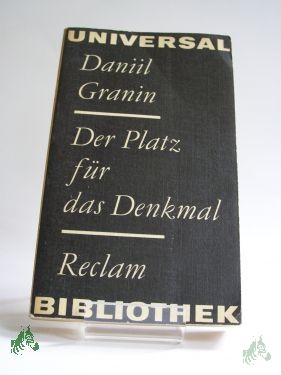 UNIVERSAL
Daniil
Granin
Der Platz
für
das Denkmal
Reclam
BIBLIOTHEK